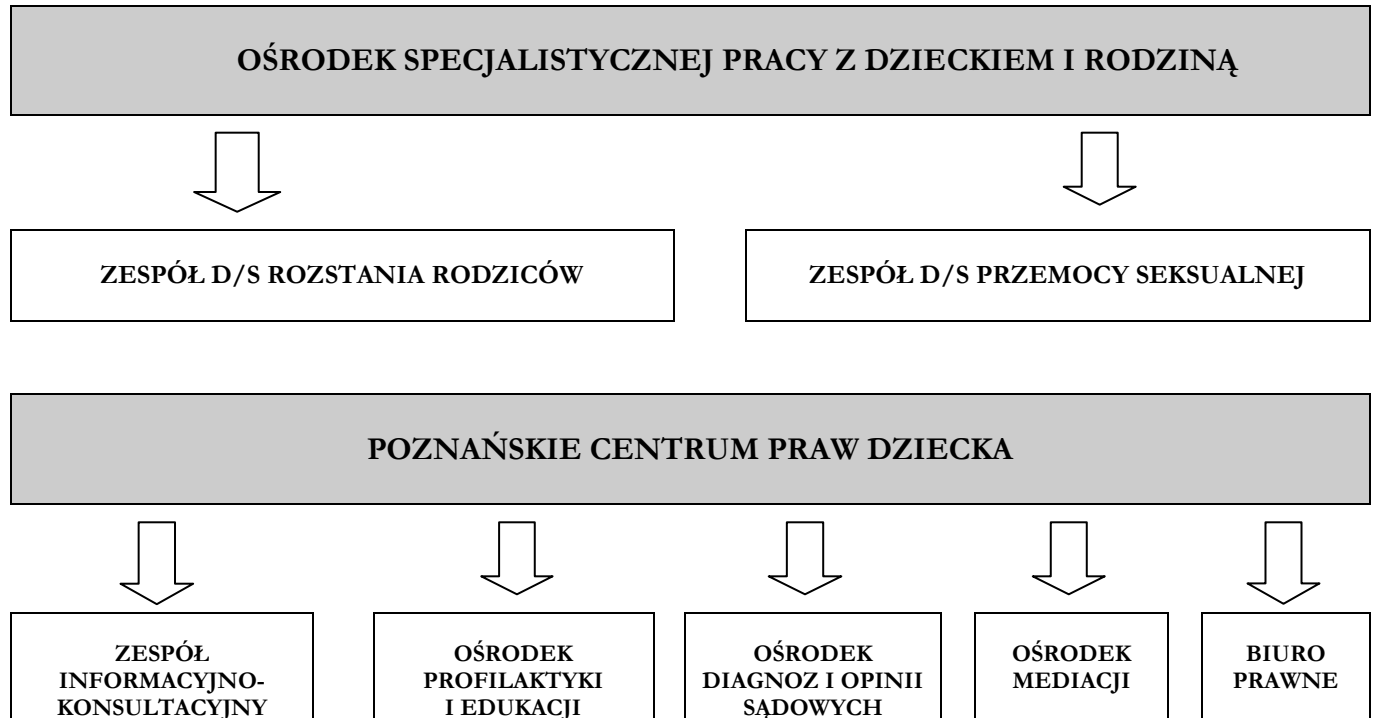 OŚRODEK SPECJALISTYCZNEJ PRACY Z DZIECKIEM I RODZINĄ
ZESPÓŁ D/S ROZSTANIA RODZICÓW
ZESPÓŁ D/S PRZEMOCY SEKSUALNEJ
POZNAŃSKIE CENTRUM PRAW DZIECKA
ZESPÓŁ
INFORMACYJNO-
KONSULTACYJNY
OŚRODEK
PROFILAKTYKI
I EDUKACJI
OŚRODEK
DIAGNOZ I OPINII
SĄDOWYCH
OŚRODEK
MEDIACJI
BIURO
PRAWNE